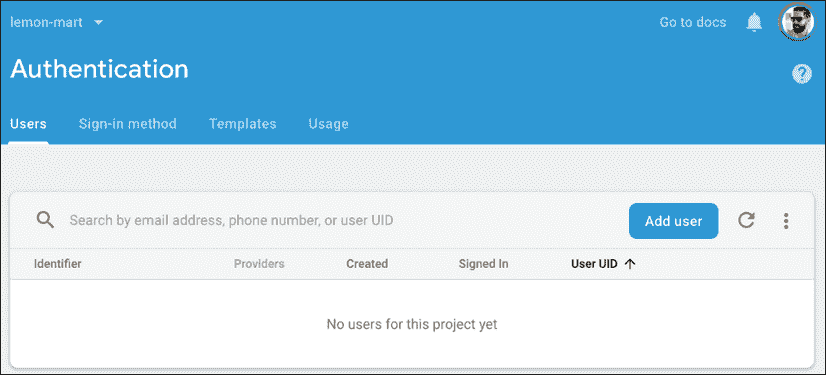 lemon-mart Go to docs
Authentication
Users Sign-in method Templates Usage
Search by email address, phone number, or user UID Add user
Identifier Providers Created Signed In User UID
No users for this project yet